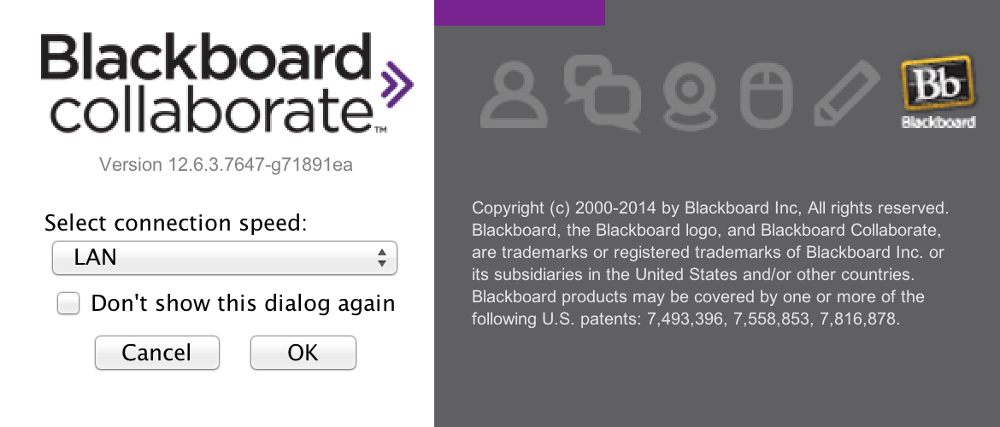 Blackboard
collaborate™
Version 12.6.3.7647-g71891ea
Select connection speed:
LAN
Don't show this dialog again
Cancel
OK
Bb
Blackboard
Copyright (c) 2000-2014 by Blackboard Inc, All rights reserved.
Blackboard, the Blackboard logo, and Blackboard Collaborate,
are trademarks or registered trademarks of Blackboard Inc. or
its subsidiaries in the United States and/or other countries.
Blackboard products may be covered by one or more of the
following U.S. patents: 7,493,396, 7,558,853, 7,816,878.